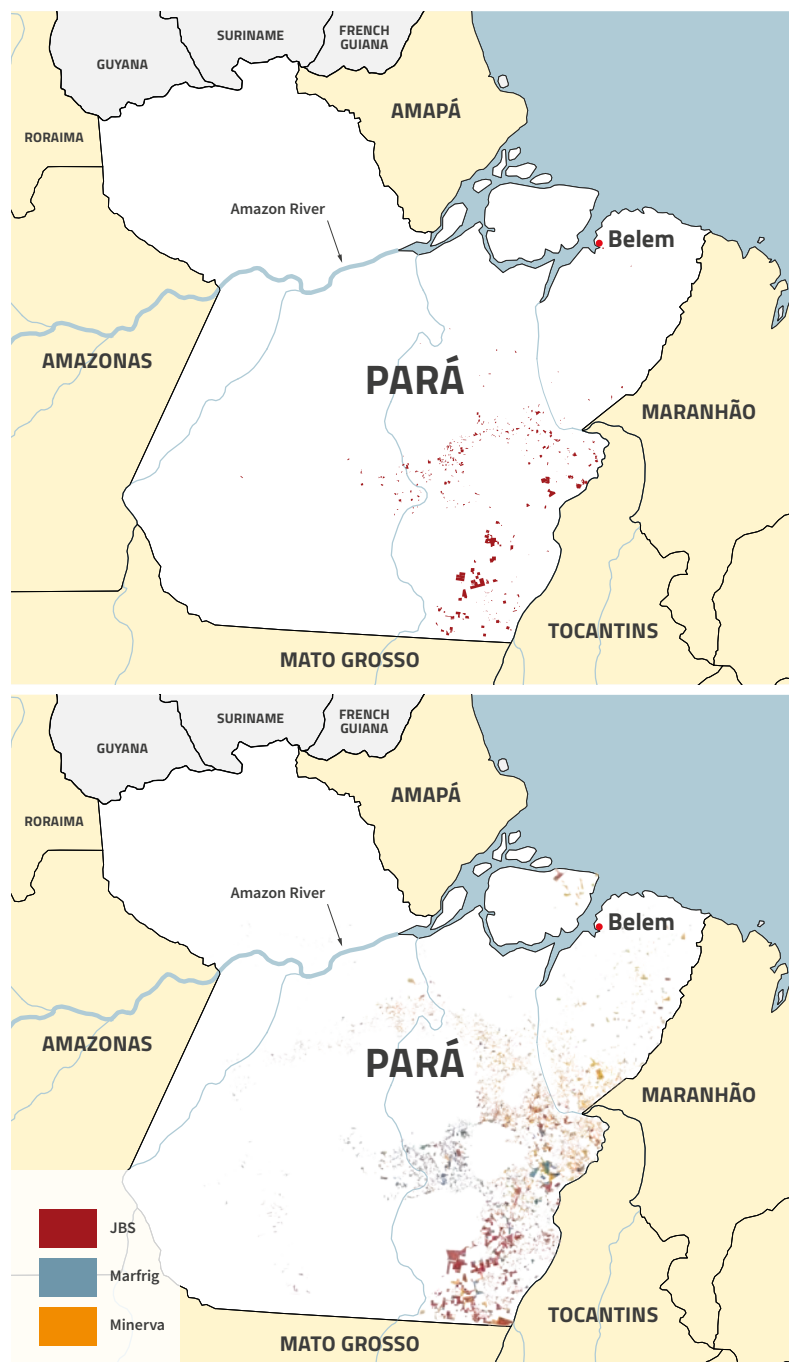 SURINAME
FRENCH
GUIANA
GUYANA
AMAPÁ
RORAIMA
Amazon River
Belem
AMAZONAS
PARÁ
MARANHÃO
TOCANTINS
MATO GROSSO
SURINAME
FRENCH
GUIANA
GUYANA
AMAPÁ
RORAIMA
Amazon River
Belem
AMAZONAS
PARÁ
MARANHÃO
JBS
Marfrig
Minerva
TOCANTINS
MATO GROSSO